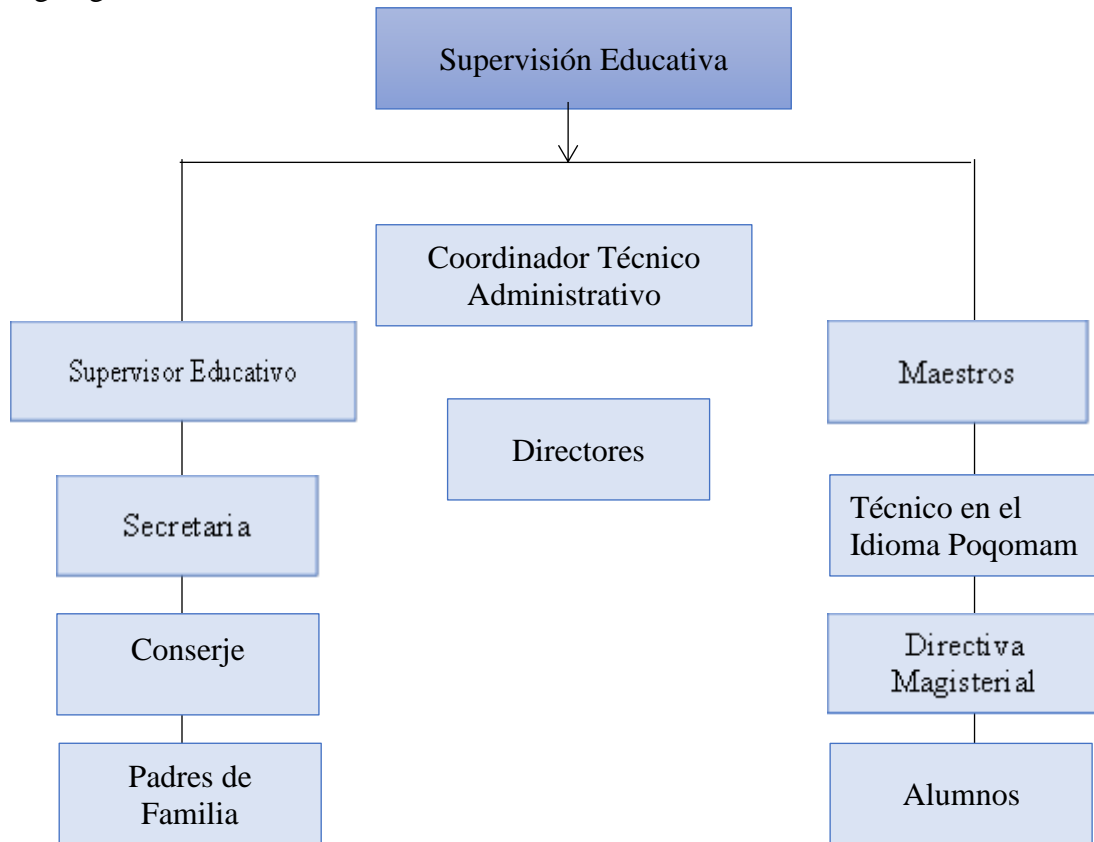 Supervisión Educativa
Coordinador Técnico
Administrativo
Supervisor Educativo
Maestros
Directores
Secretaria
Técnico en el
Idioma Poqomam
Conserje
Directiva
Magisterial
Padres de
Familia
Alumnos